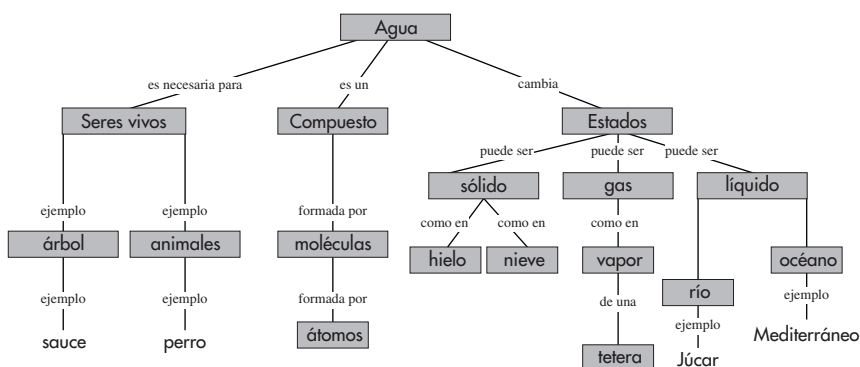 Agua
es necesaria para es un cambia
Seres vivos Compuesto Estados
puede ser puede ser puede ser
sólido gas líquido
ejemplo ejemplo formada por como en como en como en
árbol animales moléculas hielo nieve vapor océano
río
ejemplo ejemplo formada por de una ejemplo ejemplo
sauce perro átomos Mediterráneo
tetera Júcar